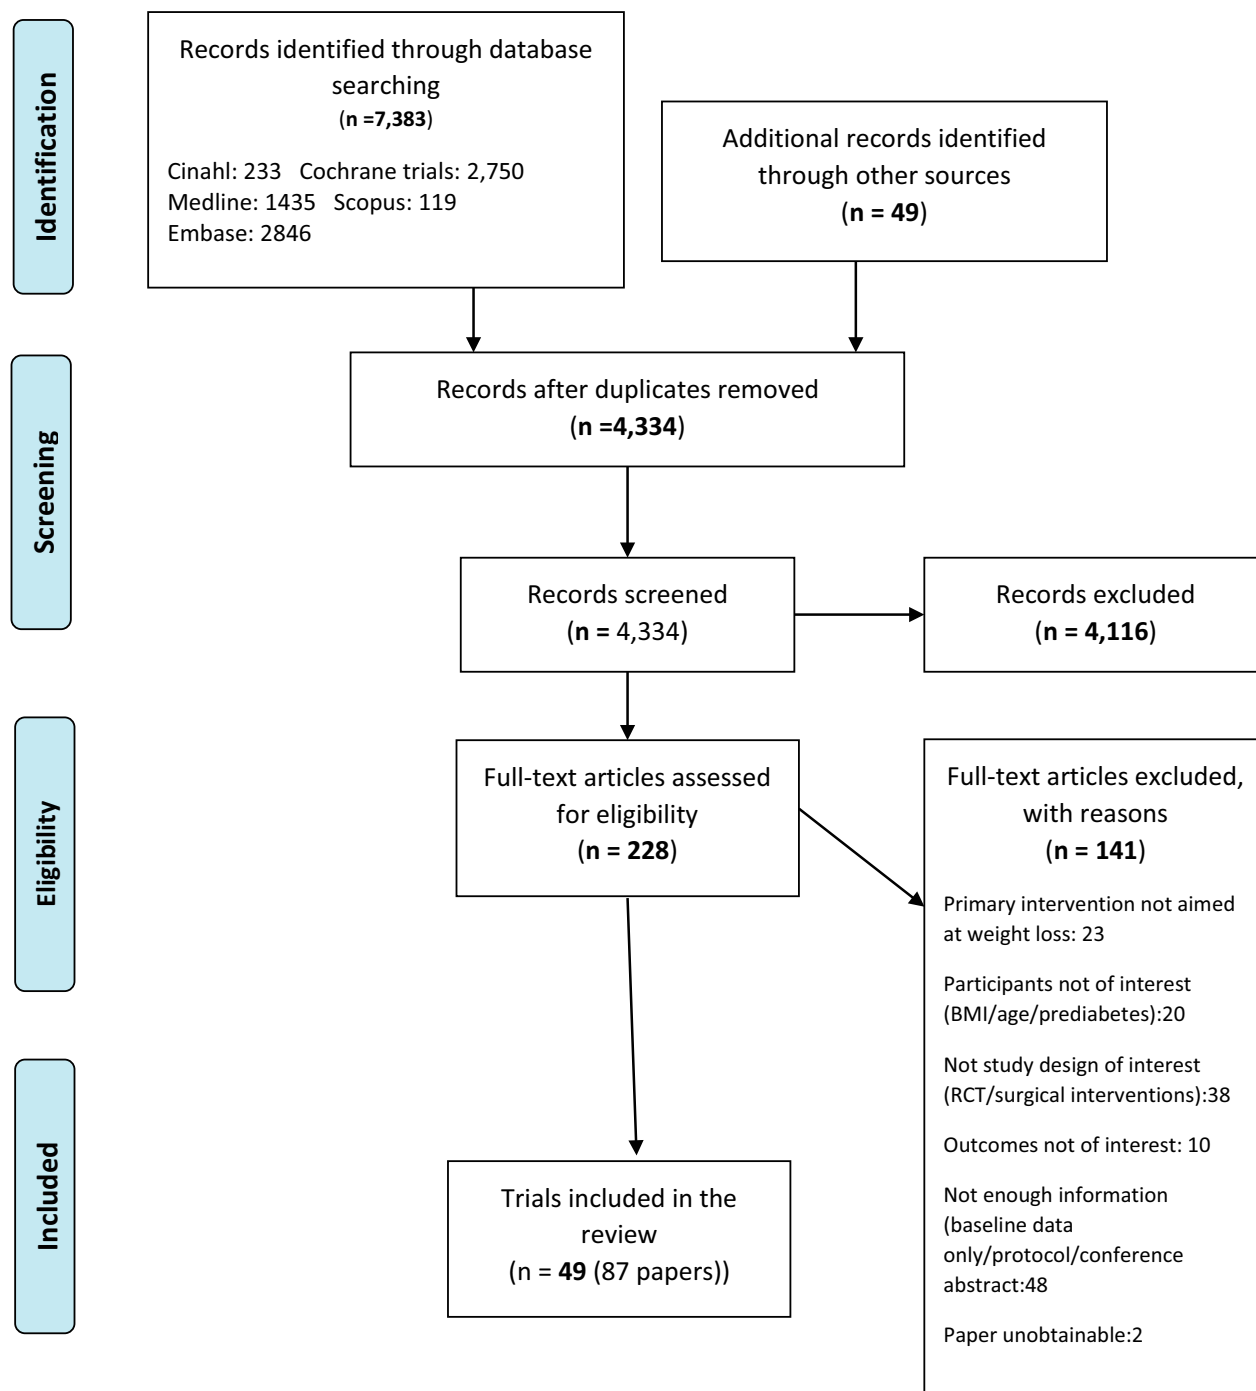 Identification
Records identified through database
searching
(n =7,383)
Cinahl: 233 Cochrane trials: 2,750
Medline: 1435 Scopus: 119
Embase: 2846
Additional records identified
through other sources
(n = 49)
Screening
Records after duplicates removed
(n =4,334)
Records screened
(n = 4,334)
Records excluded
(n = 4,116)
Eligibility
Full-text articles assessed
for eligibility
(n = 228)
Full-text articles excluded,
with reasons
(n = 141)
Primary intervention not aimed
at weight loss: 23
Participants not of interest
(BMI/age/prediabetes):20
Not study design of interest
(RCT/surgical interventions):38
Outcomes not of interest: 10
Not enough information
(baseline data
only/protocol/conference
abstract:48
Paper unobtainable:2
Included
Trials included in the
review
(n = 49 (87 papers))